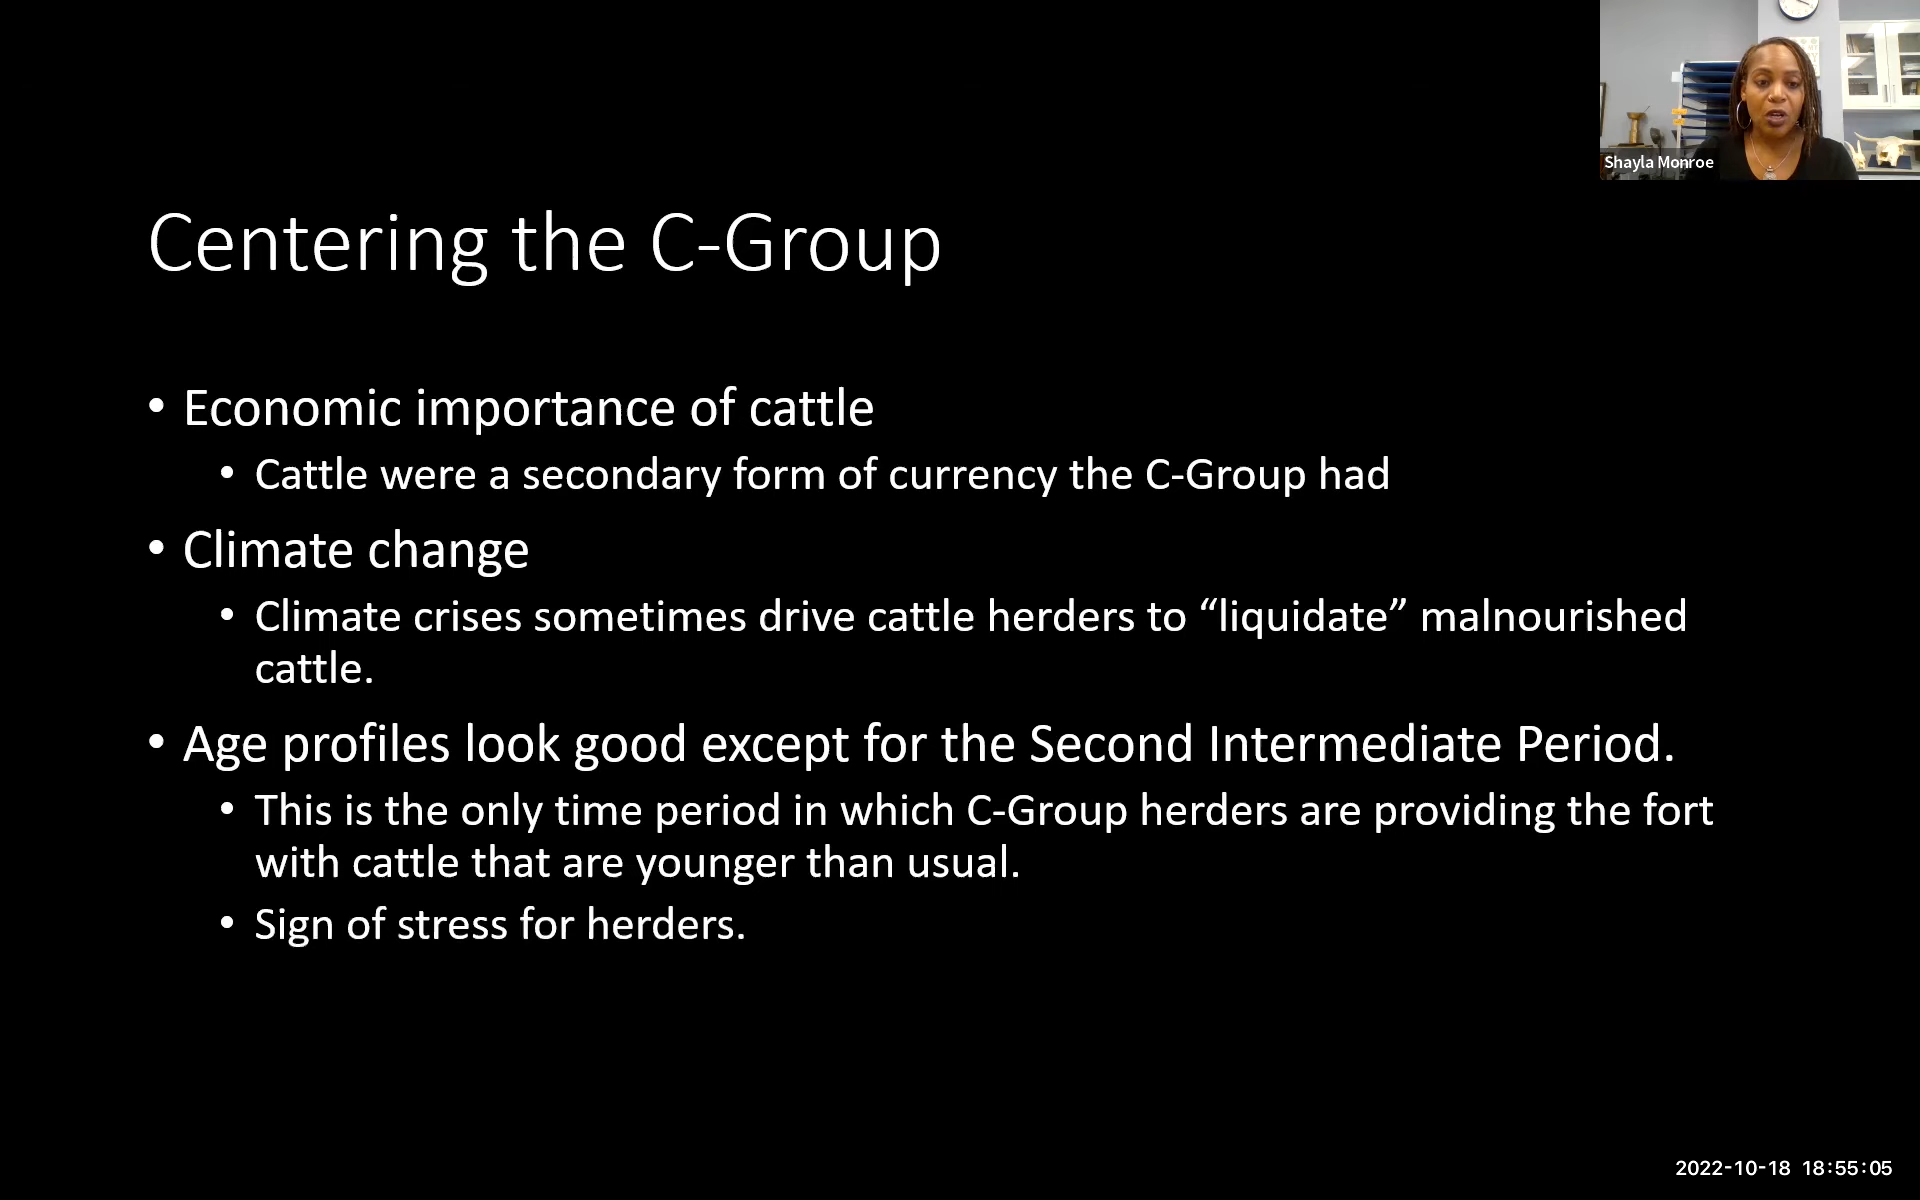 Shayla Monroe
Centering the C-Group
• Economic importance of cattle
• Cattle were a secondary form of currency the C-Group had
• Climate change
• Climate crises sometimes drive cattle herders to “liquidate” malnourished
cattle.
• Age profiles look good except for the Second Intermediate Period.
• This is the only time period in which C-Group herders are providing the fort
with cattle that are younger than usual.
• Sign of stress for herders.
2022-10-18 18:55:05